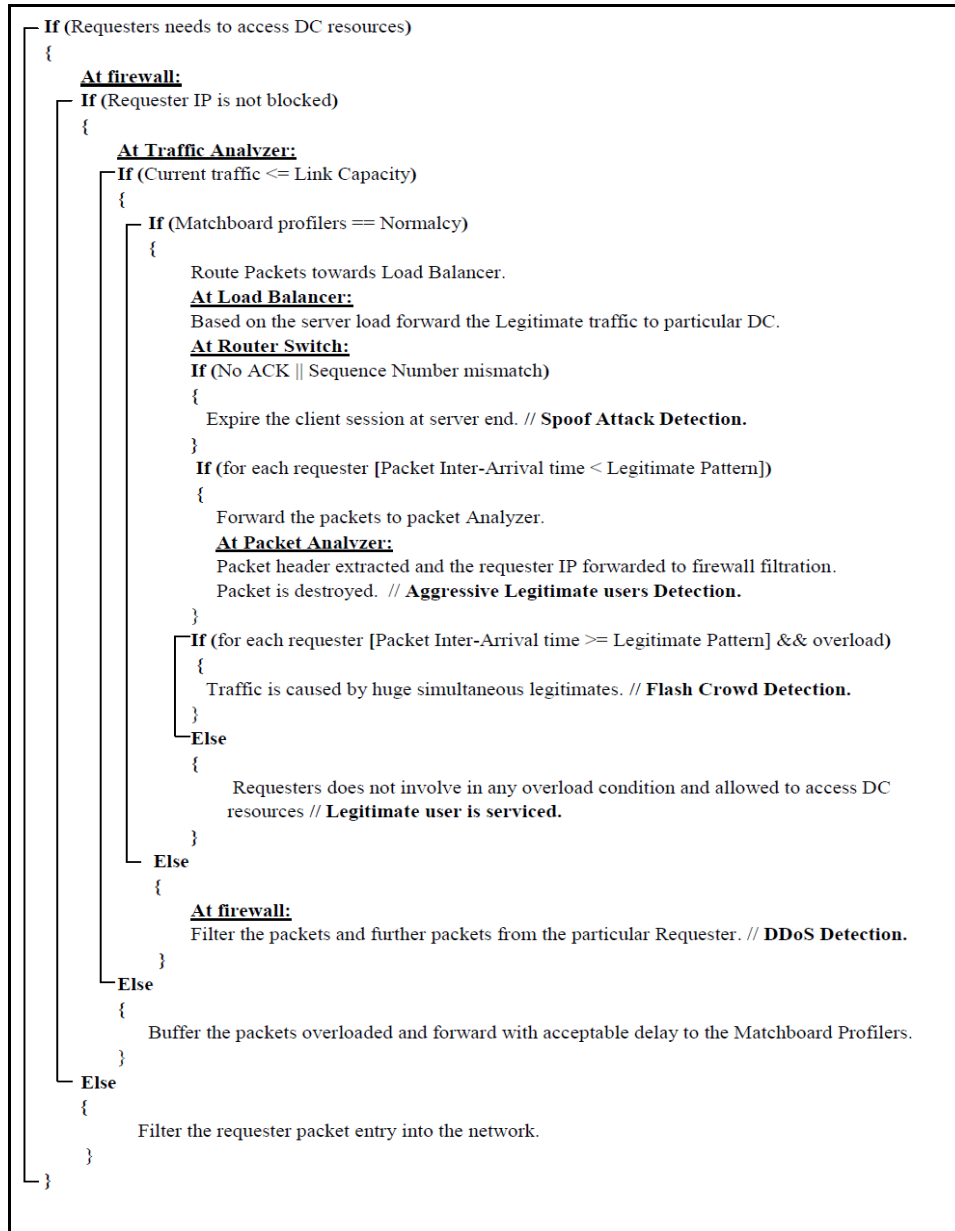 If (Requesters needs to access DC resources)
{
At firewall:
If (Requester IP is not blocked)
{
At Traffic Analyzer:
If (Current traffic <= Link Capacity)
{
If (Matchboard profilers == Normalcy)
{
Route Packets towards Load Balancer.
At Load Balancer:
Based on the server load forward the Legitimate traffic to particular DC.
At Router Switch:
If (No ACK || Sequence Number mismatch)
{
Expire the client session at server end. // Spoof Attack Detection.
}
If (for each requester [Packet Inter-Arrival time < Legitimate Pattern])
{
Forward the packets to packet Analyzer.
At Packet Analyzer:
Packet header extracted and the requester IP forwarded to firewall filtration.
Packet is destroyed. // Aggressive Legitimate users Detection.
}
If (for each requester [Packet Inter-Arrival time >= Legitimate Pattern] && overload)
{
Traffic is caused by huge simultaneous legitimates. // Flash Crowd Detection.
}
Else
{
Requesters does not involve in any overload condition and allowed to access DC
resources // Legitimate user is serviced.
}
Else
{
At firewall:
Filter the packets and further packets from the particular Requester. // DDoS Detection.
}
Else
{
Buffer the packets overloaded and forward with acceptable delay to the Matchboard Profilers.
}
Else
{
Filter the requester packet entry into the network.
}
}